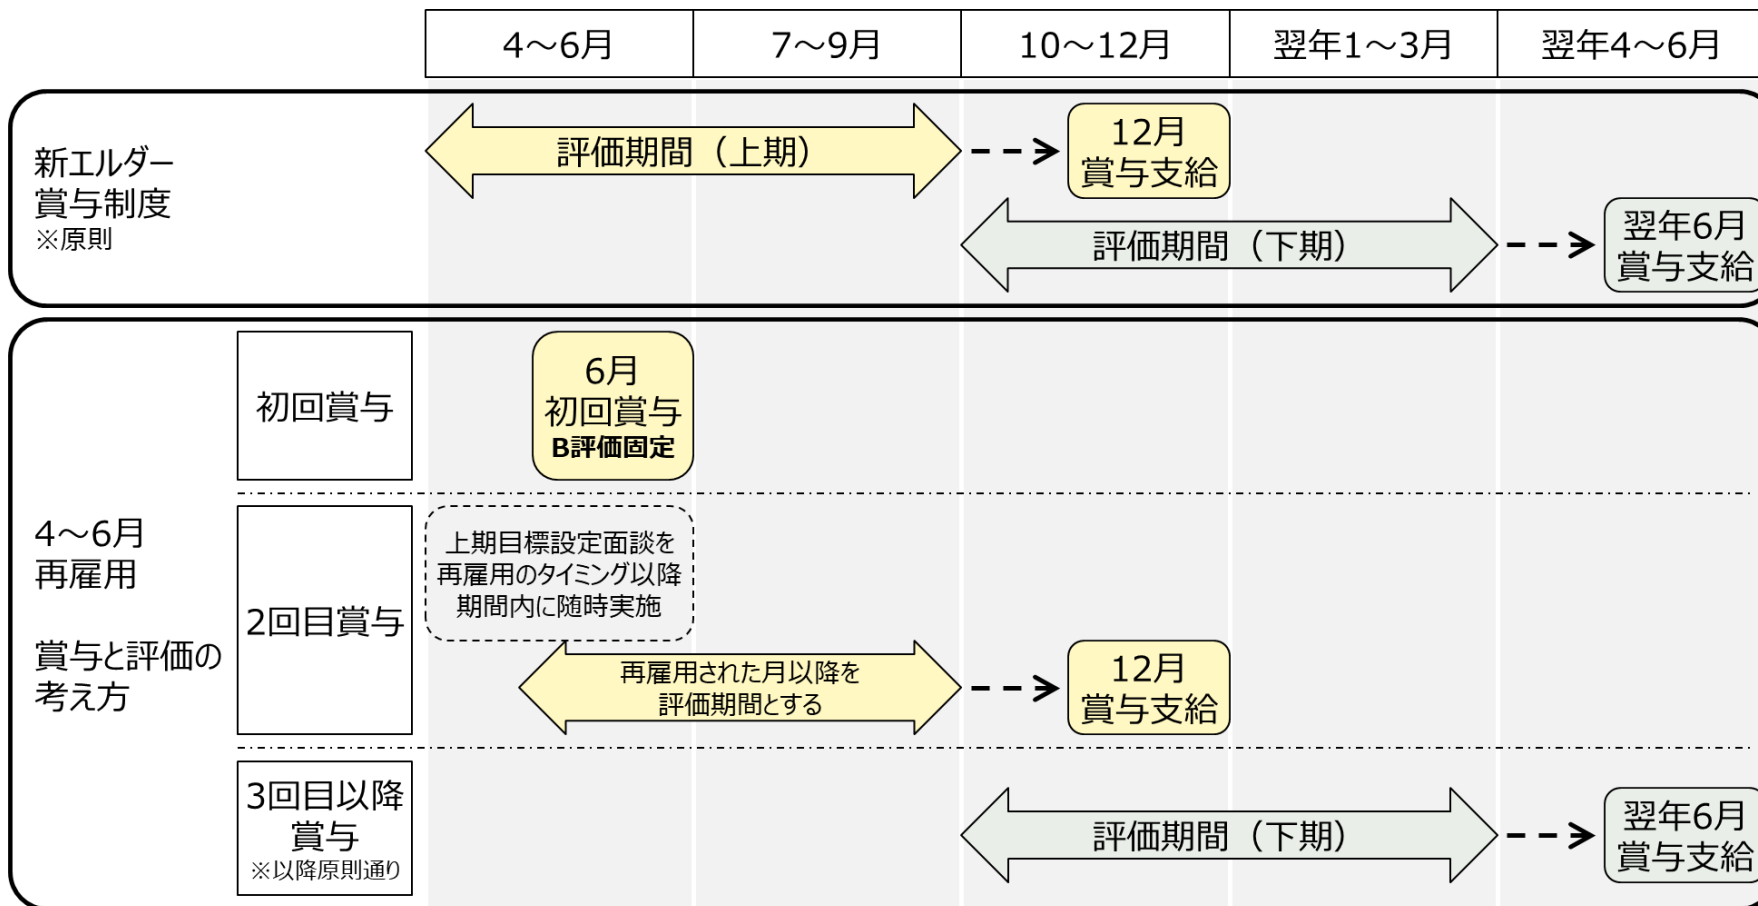 4～6月
7～9月
10～12月
翌年1～3月
翌年4～6月
新エルダー
賞与制度
※原則
評価期間（上期）
12月
賞与支給
評価期間（下期）
翌年6月
賞与支給
4～6月
再雇用
賞与と評価の
考え方
初回賞与
6月
初回賞与
B評価固定
2回目賞与
上期目標設定面談を
再雇用のタイミング以降
期間内に随時実施
再雇用された月以降を
評価期間とする
12月
賞与支給
3回目以降
賞与
※以降原則通り
評価期間（下期）
翌年6月
賞与支給